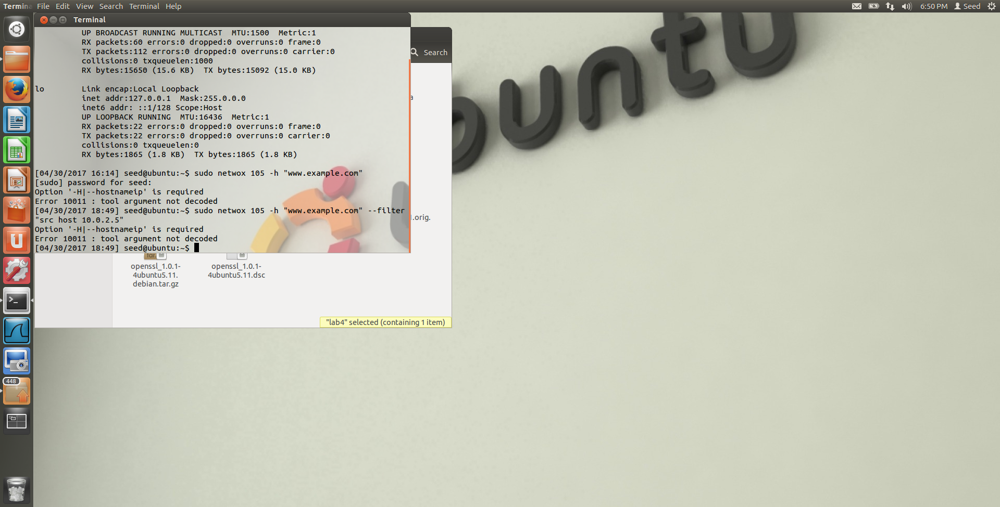 Termina File Edit View Search Terminal Help
6:50 PM Seed
Terminal
UP BROADCAST RUNNING MULTICAST  MTU:1500  Metric:1
RX packets:60 errors:0 dropped:0 overruns:0 frame:0
TX packets:112 errors:0 dropped:0 overruns:0 carrier:0
collisions:0 txqueuelen:1000
RX bytes:15650 (15.6 KB)  TX bytes:15092 (15.0 KB)
lo        Link encap:Local Loopback
inet addr:127.0.0.1  Mask:255.0.0.0
inet6 addr: ::1/128 Scope:Host
UP LOOPBACK RUNNING  MTU:16436  Metric:1
RX packets:22 errors:0 dropped:0 overruns:0 frame:0
TX packets:22 errors:0 dropped:0 overruns:0 carrier:0
collisions:0 txqueuelen:0
RX bytes:1865 (1.8 KB)  TX bytes:1865 (1.8 KB)
[04/30/2017 16:14] seed@ubuntu:~$ sudo netwox 105 -h "www.example.com"
[sudo] password for seed:
Option '-H|--hostnameip' is required
Error 10011 : tool argument not decoded
[04/30/2017 18:49] seed@ubuntu:~$ sudo netwox 105 -h "www.example.com" --filter
"src host 10.0.2.5"
Option '-H|--hostnameip' is required
Error 10011 : tool argument not decoded
[04/30/2017 18:49] seed@ubuntu:~$
Search
a
1.orig.
tar.
openssl_1.0.1-
4ubuntu5.11.
debian.tar.gz
openssl_1.0.1-
4ubuntu5.11.dsc
"lab4" selected (containing 1 item)
448
ubuntu